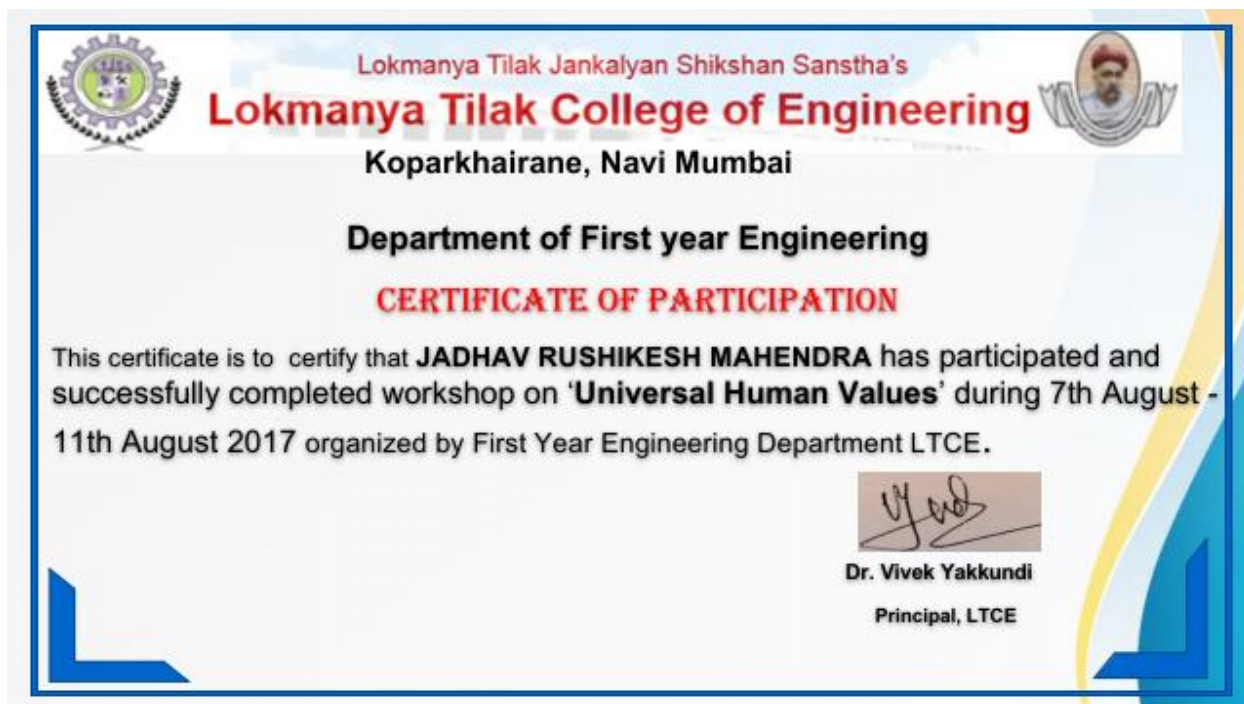 Lokmanya Tilak Jankalyan Shikshan Sanstha's
Lokmanya Tilak College of Engineering
Koparkhairane, Navi Mumbai
Department of First year Engineering
CERTIFICATE OF PARTICIPATION
This certificate is to certify that JADHAV RUSHIKESH MAHENDRA has participated and
successfully completed workshop on ‘Universal Human Values’ during 7th August -
11th August 2017 organized by First Year Engineering Department LTCE.
Dr. Vivek Yakkundi
Principal, LTCE